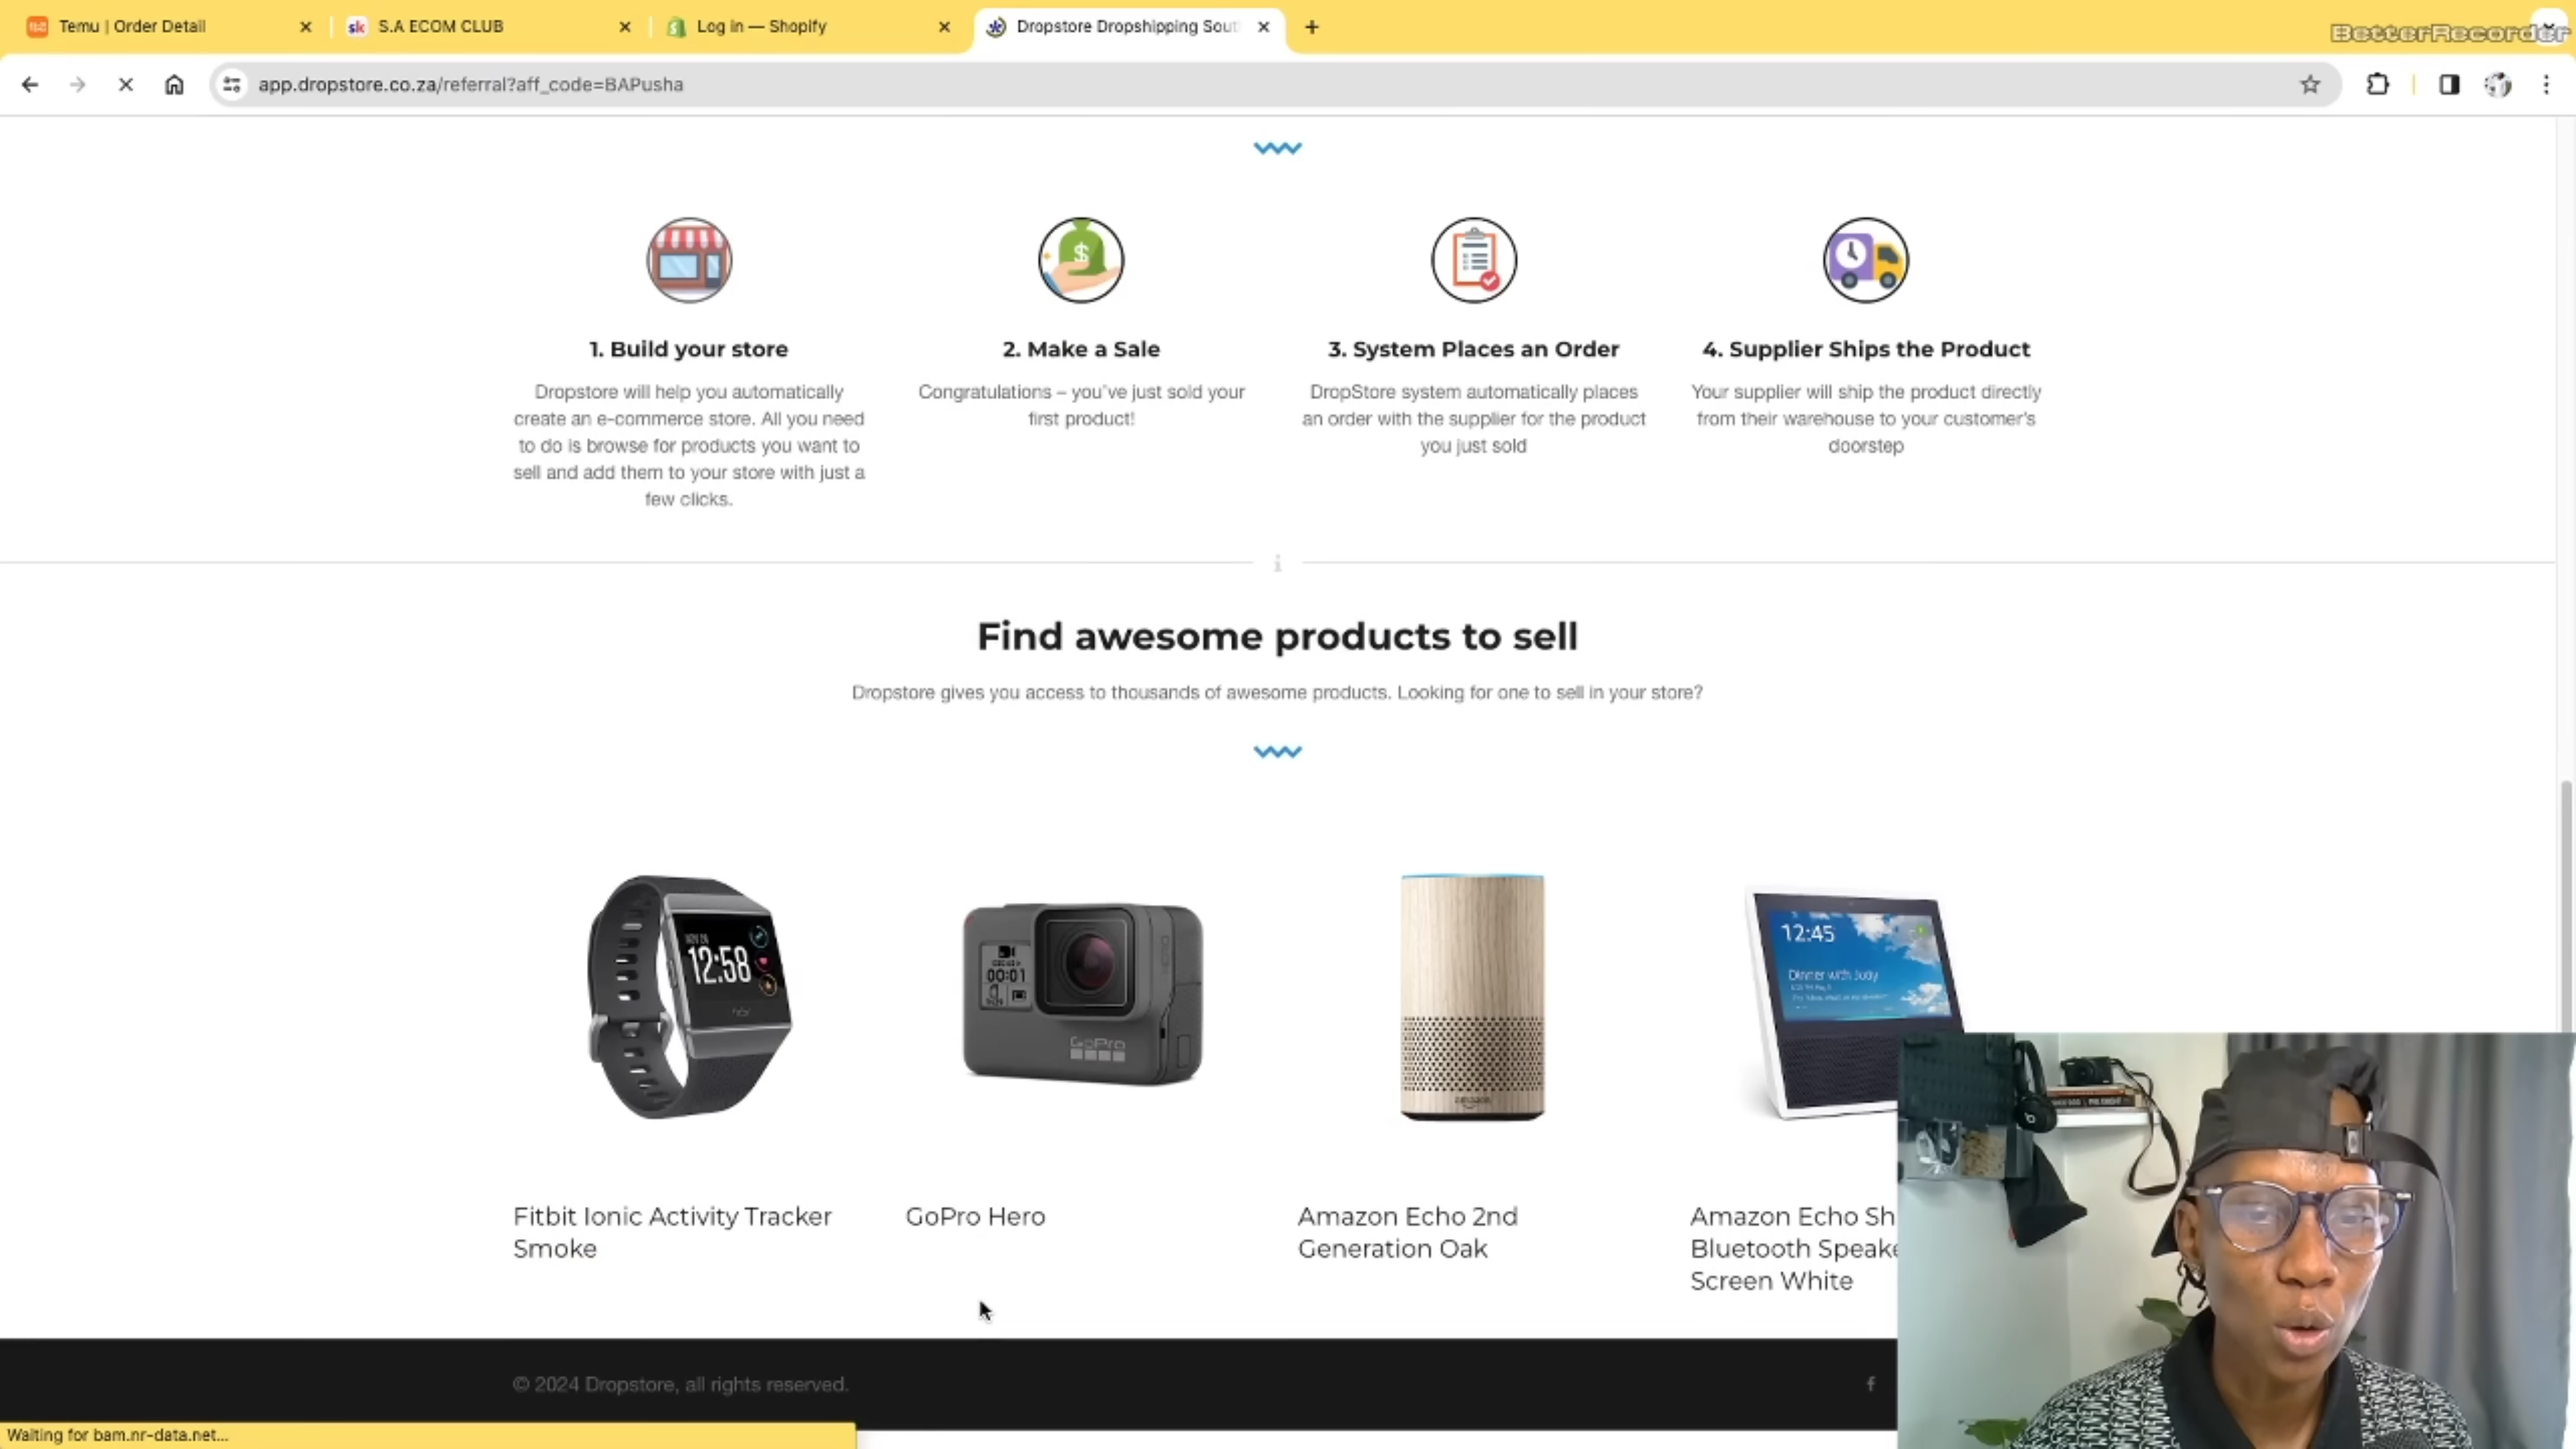 Temu | Order Detail
S.A ECOM CLUB
Log in — Shopify
Dropstore Dropshipping Sout
BetterRecorder
app.dropstore.co.za/referral?aff_code=BAPusha
1. Build your store
Dropstore will help you automatically
create an e-commerce store. All you need
to do is browse for products you want to
sell and add them to your store with just a
few clicks.
2. Make a Sale
Congratulations – you've just sold your
first product!
3. System Places an Order
DropStore system automatically places
an order with the supplier for the product
you just sold
4. Supplier Ships the Product
Your supplier will ship the product directly
from their warehouse to your customer's
doorstep
Find awesome products to sell
Dropstore gives you access to thousands of awesome products. Looking for one to sell in your store?
12:58
00:01
GoPro
amazon
12:45
Dinner with Judy
Fitbit Ionic Activity Tracker
Smoke
GoPro Hero
Amazon Echo 2nd
Generation Oak
Amazon Echo Sh
Bluetooth Speake
Screen White
© 2024 Dropstore, all rights reserved.
Waiting for bam.nr-data.net...